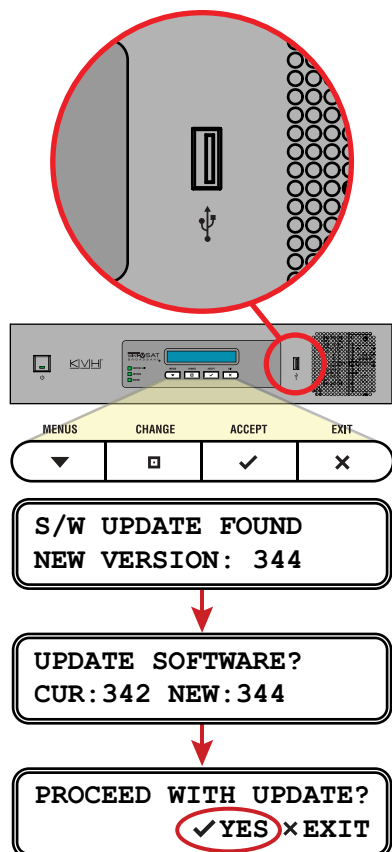 KVH
MENUS CHANGE ACCEPT EXIT
S/W UPDATE FOUND
NEW VERSION: 344
UPDATE SOFTWARE?
CUR:342 NEW:344
PROCEED WITH UPDATE?
✓YES ×EXIT